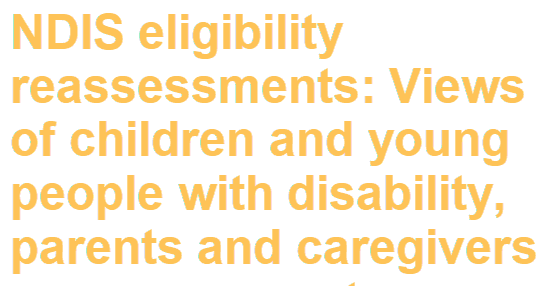 NDIS eligibility
reassessments: Views
of children and young
people with disability,
parents and caregivers